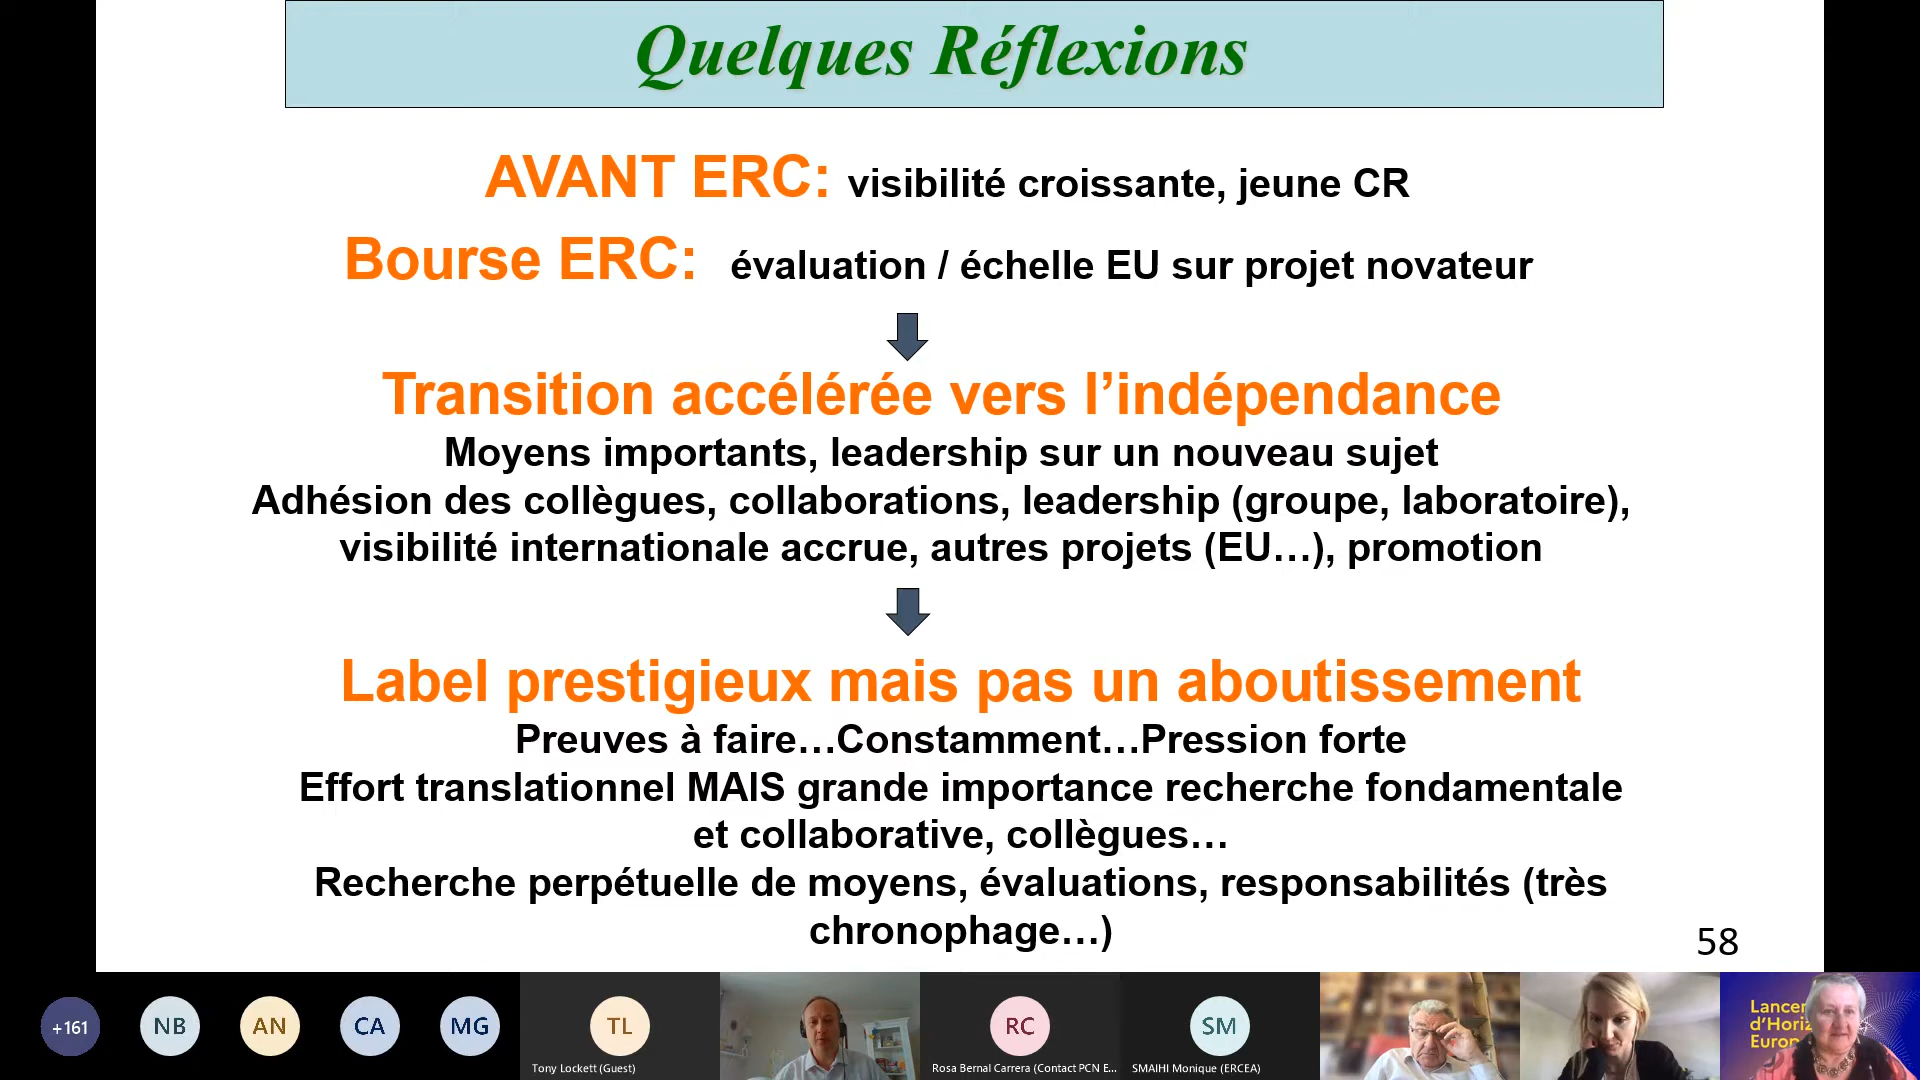 Quelques Réflexions
AVANT ERC: visibilité croissante, jeune CR
Bourse ERC: évaluation / échelle EU sur projet novateur
Transition accélérée vers l’indépendance
Moyens importants, leadership sur un nouveau sujet
Adhésion des collègues, collaborations, leadership (groupe, laboratoire),
visibilité internationale accrue, autres projets (EU…), promotion
Label prestigieux mais pas un aboutissement
Preuves à faire…Constamment…Pression forte
Effort translationnel MAIS grande importance recherche fondamentale
et collaborative, collègues…
Recherche perpétuelle de moyens, évaluations, responsabilités (très
chronophage…)
58
+161
NB
AN
CA
MG
TL
Tony Lockett (Guest)
RC
Rosa Bernal Carrera (Contact PCN E...
SM
SMAIHI Monique (ERCEA)
Lancer
d’Horiz
Europ